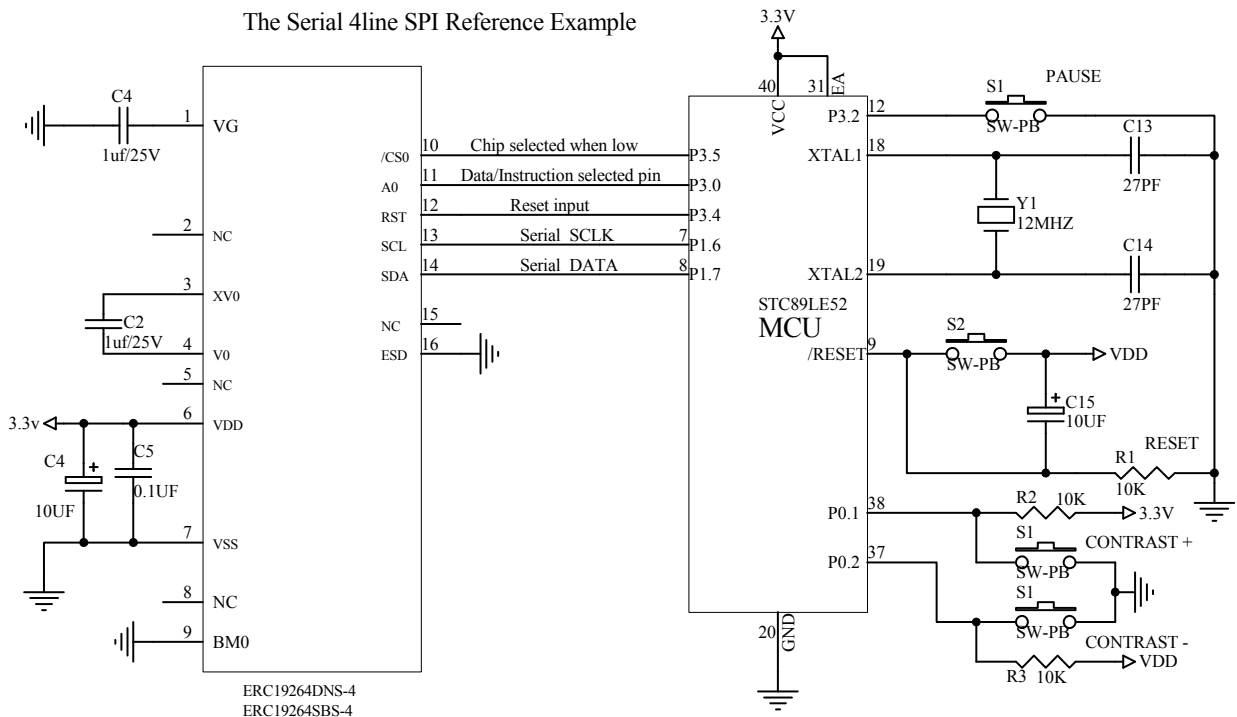 The Serial 4line SPI Reference Example
C4
1uf/25V
1
VG
2
NC
3
XV0
C2
1uf/25V
4
V0
5
NC
3.3v
6
VDD
C4
+
10UF
C5
0.1UF
7
VSS
8
NC
9
BM0
10
/CS0
Chip selected when low
P3.5
11
A0
Data/Instruction selected pin
P3.0
12
RST
Reset input
P3.4
13
SCL
Serial SCLK
7
P1.6
14
SDA
Serial DATA
8
P1.7
15
NC
16
ESD
ERC19264DNS-4
ERC19264SBS-4
3.3V
40
VCC
31
EA
12
P3.2
S1
PAUSE
SW-PB
18
XTAL1
C13
27PF
Y1
12MHZ
19
XTAL2
C14
27PF
STC89LE52
MCU
9
/RESET
S2
SW-PB
VDD
+
C15
10UF
RESET
R1
10K
38
P0.1
R2
10K
3.3V
37
P0.2
S1
CONTRAST +
SW-PB
S1
SW-PB
CONTRAST -
R3
10K
VDD
20
GND